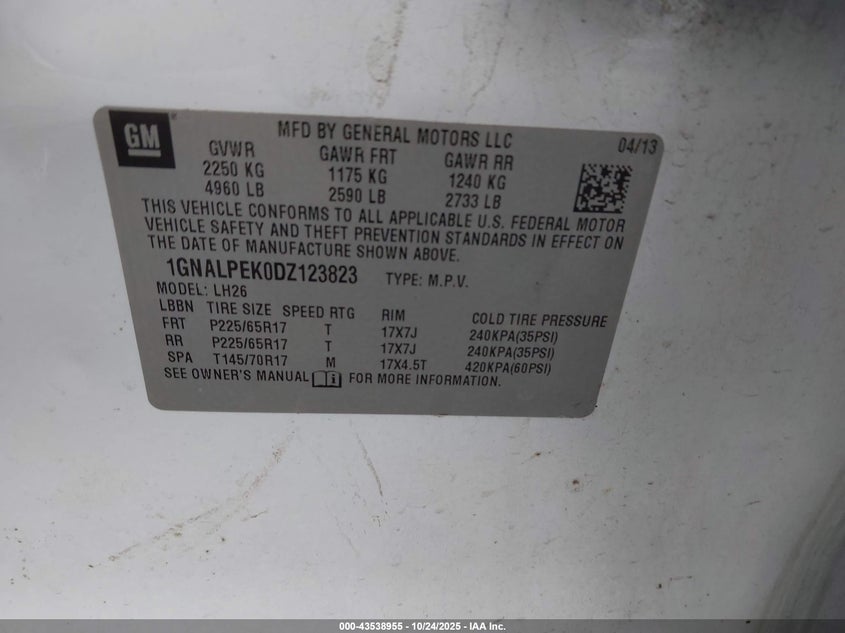 GM
MFD BY GENERAL MOTORS LLC 04/13
GVWR GAWR FRT GAWR RR
2250 KG 1175 KG 1240 KG
4960 LB 2590 LB 2733 LB
THIS VEHICLE CONFORMS TO ALL APPLICABLE U.S. FEDERAL MOTOR
VEHICLE SAFETY AND THEFT PREVENTION STANDARDS IN EFFECT ON
THE DATE OF MANUFACTURE SHOWN ABOVE.
1GNALPEK0DZ123823 TYPE: M.P.V.
MODEL: LH26
LBBN TIRE SIZE SPEED RTG RIM COLD TIRE PRESSURE
FRT P225/65R17 T 17X7J 240KPA(35PSI)
RR P225/65R17 T 17X7J 240KPA(35PSI)
SPA T145/70R17 M 17X4.5T 420KPA(60PSI)
SEE OWNER'S MANUAL FOR MORE INFORMATION.
000-43538955 - 10/24/2025 - IAA Inc.